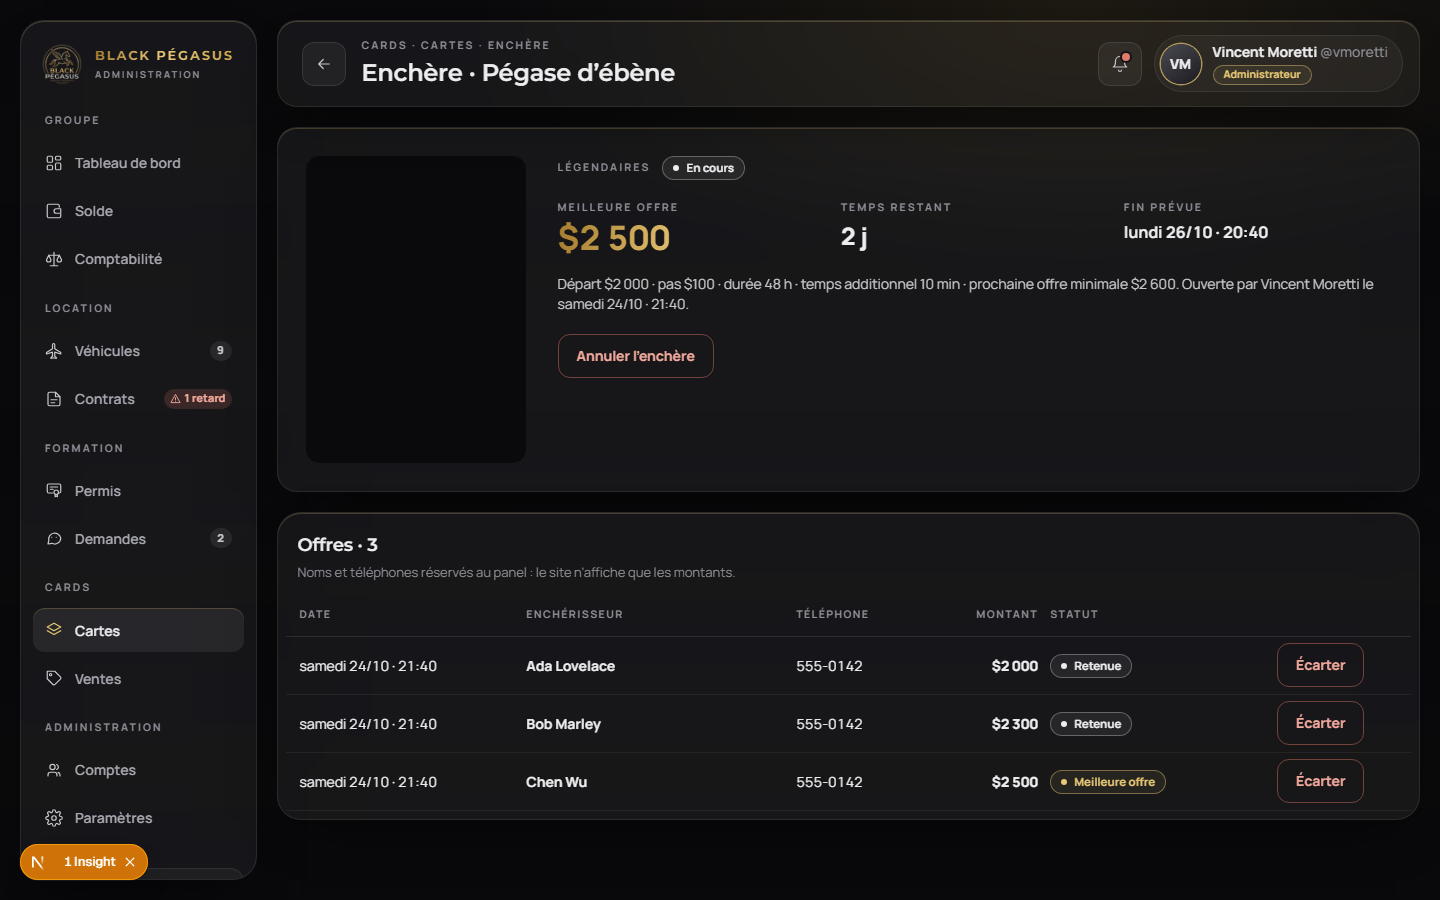 BLACK PÉGASUS
BLACK PÉGASUS
ADMINISTRATION
GROUPE
Tableau de bord
Solde
Comptabilité
LOCATION
Véhicules 9
Contrats 1 retard
FORMATION
Permis
Demandes 2
CARDS
Cartes
Ventes
ADMINISTRATION
Comptes
Paramètres
N 1 Insight
CARDS · CARTES · ENCHÈRE
Enchère · Pégase d’ébène
VM
Vincent Moretti @vmoretti
Administrateur
LÉGENDAIRES En cours
MEILLEURE OFFRE TEMPS RESTANT FIN PRÉVUE
$2 500 2 j lundi 26/10 · 20:40
Départ $2 000 · pas $100 · durée 48 h · temps additionnel 10 min · prochaine offre minimale $2 600. Ouverte par Vincent Moretti le
samedi 24/10 · 21:40.
Annuler l’enchère
Offres · 3
Noms et téléphones réservés au panel : le site n’affiche que les montants.
DATE ENCHÉRISSEUR TÉLÉPHONE MONTANT STATUT
samedi 24/10 · 21:40 Ada Lovelace 555-0142 $2 000 Retenue Écarter
samedi 24/10 · 21:40 Bob Marley 555-0142 $2 300 Retenue Écarter
samedi 24/10 · 21:40 Chen Wu 555-0142 $2 500 Meilleure offre Écarter